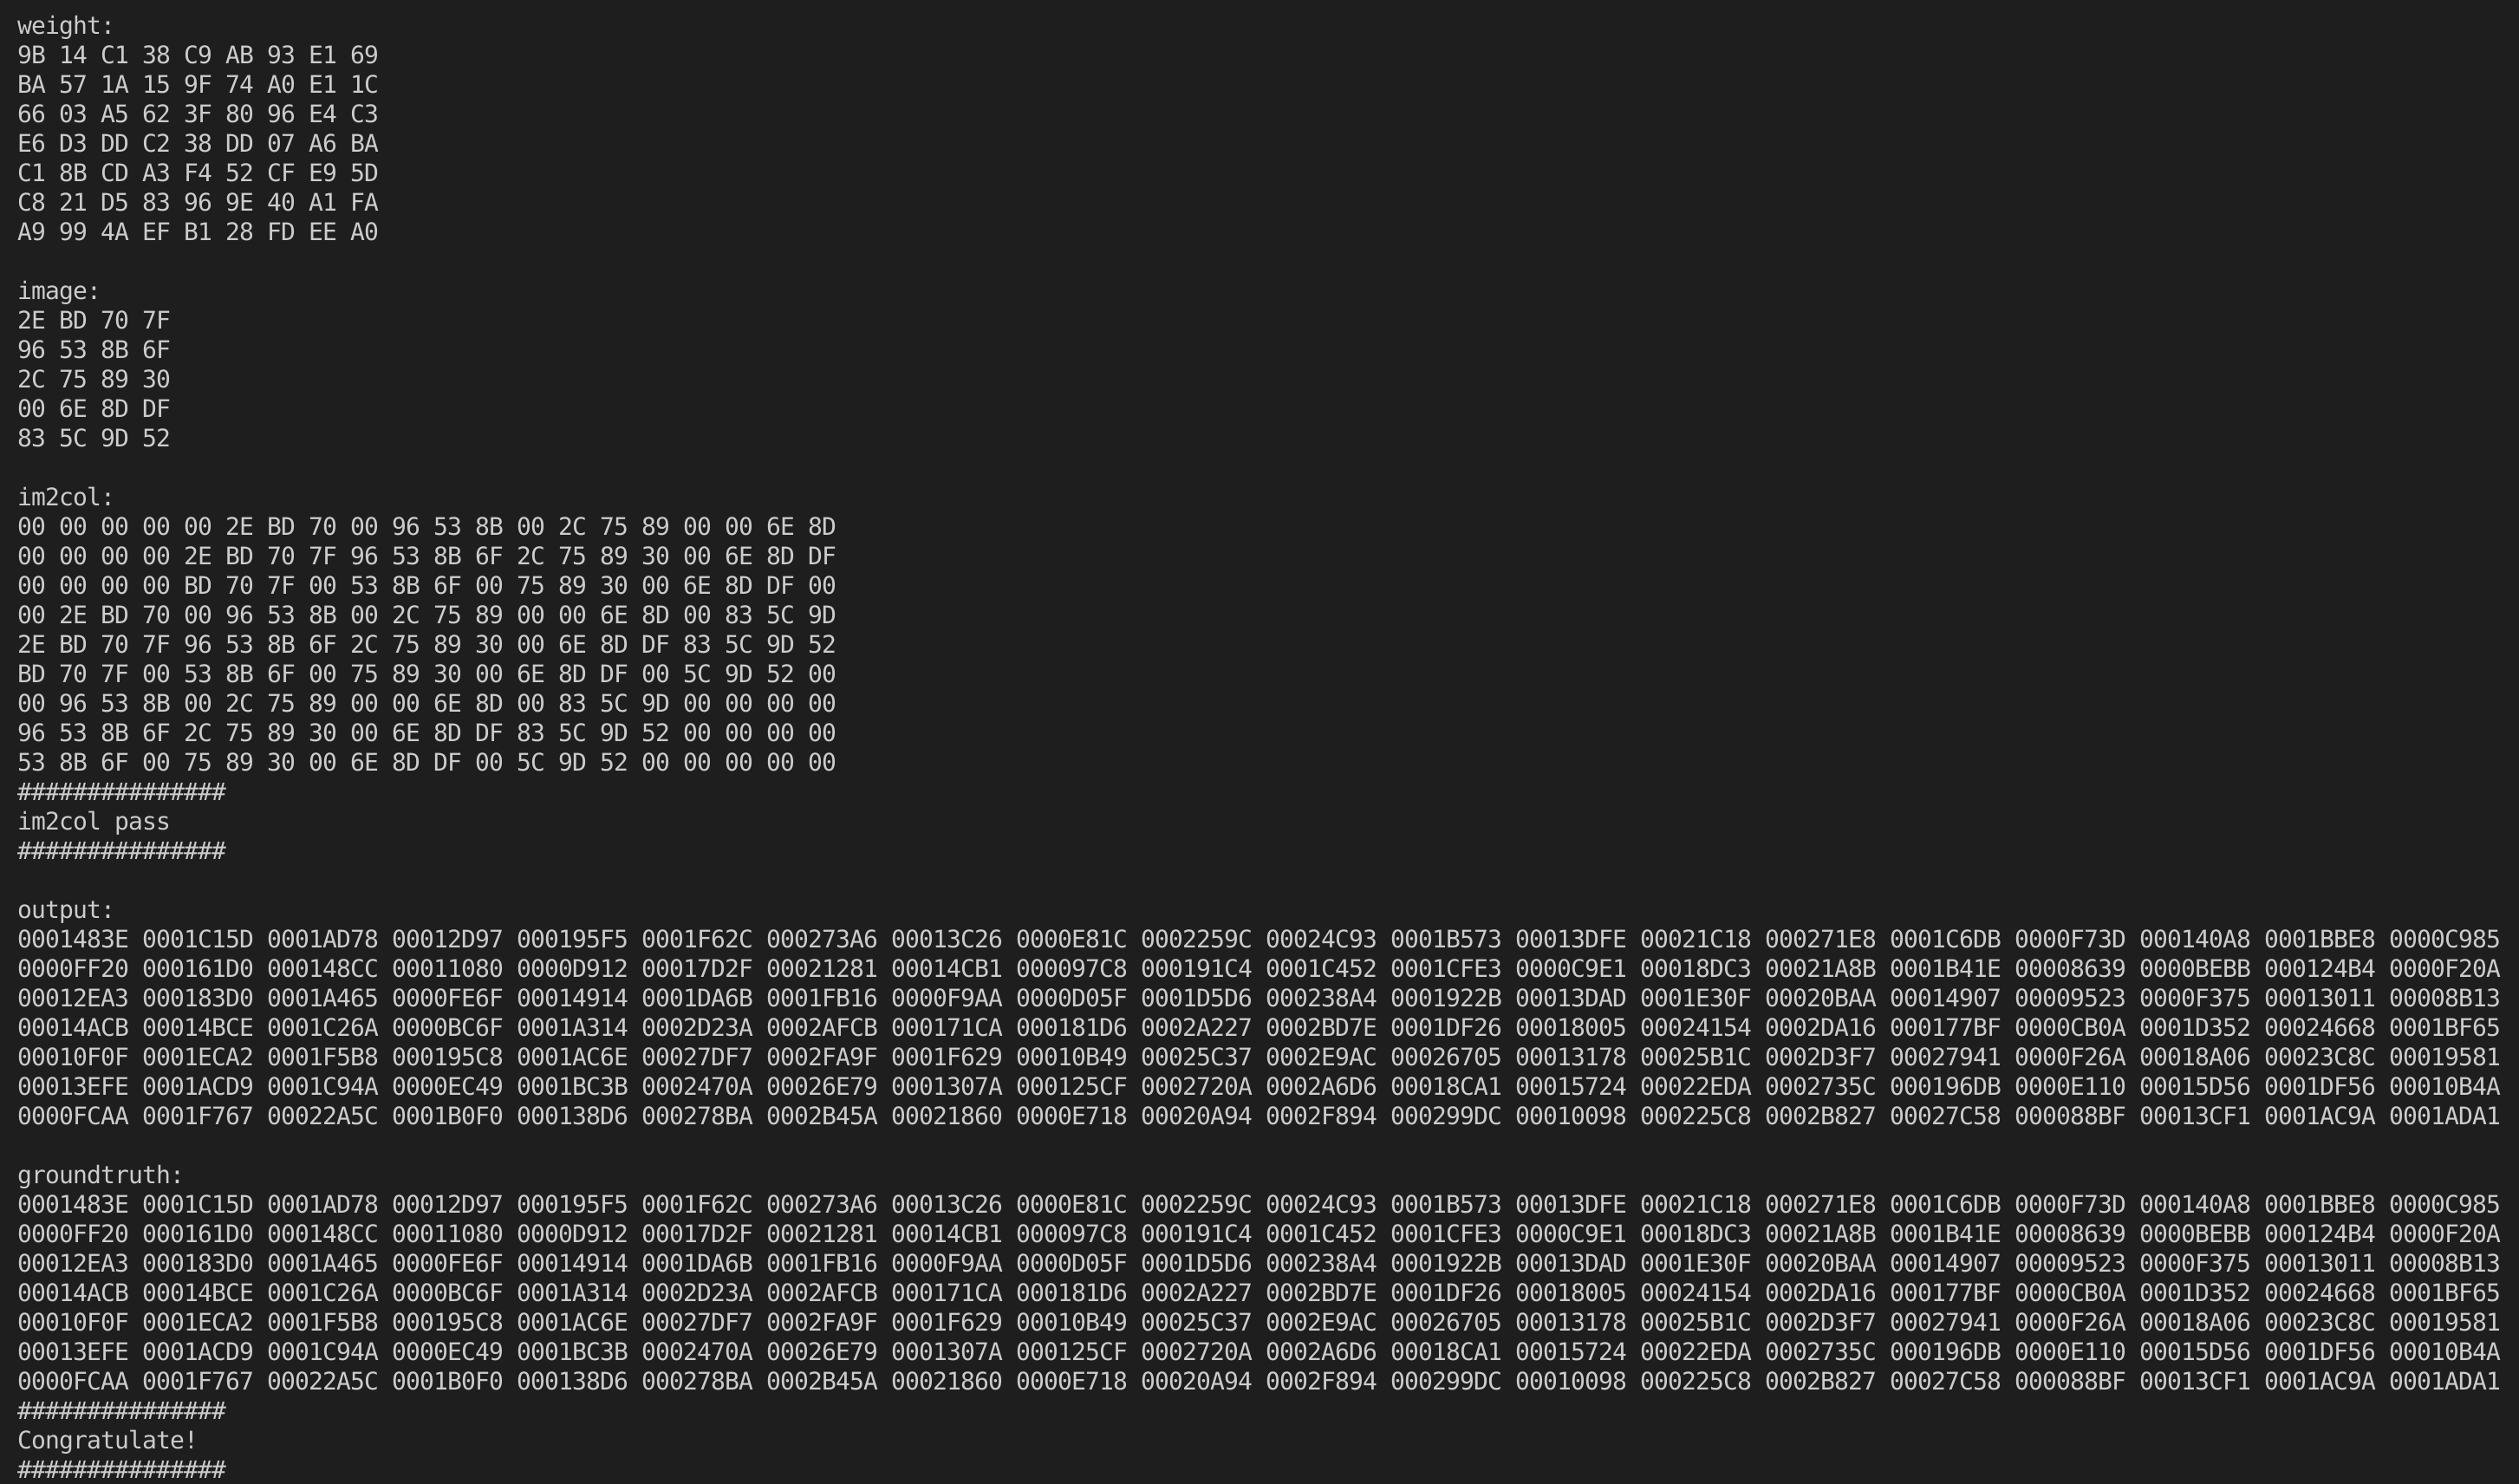 weight:
9B 14 C1 38 C9 AB 93 E1 69
BA 57 1A 15 9F 74 A0 E1 1C
66 03 A5 62 3F 80 96 E4 C3
E6 D3 DD C2 38 DD 07 A6 BA
C1 8B CD A3 F4 52 CF E9 5D
C8 21 D5 83 96 9E 40 A1 FA
A9 99 4A EF B1 28 FD EE A0
image:
2E BD 70 7F
96 53 8B 6F
2C 75 89 30
00 6E 8D DF
83 5C 9D 52
im2col:
00 00 00 00 00 2E BD 70 00 96 53 8B 00 2C 75 89 00 00 6E 8D
00 00 00 00 2E BD 70 7F 96 53 8B 6F 2C 75 89 30 00 6E 8D DF
00 00 00 00 BD 70 7F 00 53 8B 6F 00 75 89 30 00 6E 8D DF 00
00 2E BD 70 00 96 53 8B 00 2C 75 89 00 00 6E 8D 00 83 5C 9D
2E BD 70 7F 96 53 8B 6F 2C 75 89 30 00 6E 8D DF 83 5C 9D 52
BD 70 7F 00 53 8B 6F 00 75 89 30 00 6E 8D DF 00 5C 9D 52 00
00 96 53 8B 00 2C 75 89 00 00 6E 8D 00 83 5C 9D 00 00 00 00
96 53 8B 6F 2C 75 89 30 00 6E 8D DF 83 5C 9D 52 00 00 00 00
53 8B 6F 00 75 89 30 00 6E 8D DF 00 5C 9D 52 00 00 00 00 00
###############
im2col pass
###############
output:
0001483E 0001C15D 0001AD78 00012D97 000195F5 0001F62C 000273A6 00013C26 0000E81C 0002259C 00024C93 0001B573 00013DFE 00021C18 000271E8 0001C6DB 0000F73D 000140A8 0001BBE8 0000C985
0000FF20 000161D0 000148CC 00011080 0000D912 00017D2F 00021281 00014CB1 000097C8 000191C4 0001C452 0001CFE3 0000C9E1 00018DC3 00021A8B 0001B41E 00008639 0000BEBB 000124B4 0000F20A
00012EA3 000183D0 0001A465 0000FE6F 00014914 0001DA6B 0001FB16 0000F9AA 0000D05F 0001D5D6 000238A4 0001922B 00013DAD 0001E30F 00020BAA 00014907 00009523 0000F375 00013011 00008B13
00014ACB 00014BCE 0001C26A 0000BC6F 0001A314 0002D23A 0002AFCB 000171CA 000181D6 0002A227 0002BD7E 0001DF26 00018005 00024154 0002DA16 000177BF 0000CB0A 0001D352 00024668 0001BF65
00010F0F 0001ECA2 0001F5B8 000195C8 0001AC6E 00027DF7 0002FA9F 0001F629 00010B49 00025C37 0002E9AC 00026705 00013178 00025B1C 0002D3F7 00027941 0000F26A 00018A06 00023C8C 00019581
00013EFE 0001ACD9 0001C94A 0000EC49 0001BC3B 0002470A 00026E79 0001307A 000125CF 0002720A 0002A6D6 00018CA1 00015724 00022EDA 0002735C 000196DB 0000E110 00015D56 0001DF56 00010B4A
0000FCAA 0001F767 00022A5C 0001B0F0 000138D6 000278BA 0002B45A 00021860 0000E718 00020A94 0002F894 000299DC 00010098 000225C8 0002B827 00027C58 000088BF 00013CF1 0001AC9A 0001ADA1
groundtruth:
0001483E 0001C15D 0001AD78 00012D97 000195F5 0001F62C 000273A6 00013C26 0000E81C 0002259C 00024C93 0001B573 00013DFE 00021C18 000271E8 0001C6DB 0000F73D 000140A8 0001BBE8 0000C985
0000FF20 000161D0 000148CC 00011080 0000D912 00017D2F 00021281 00014CB1 000097C8 000191C4 0001C452 0001CFE3 0000C9E1 00018DC3 00021A8B 0001B41E 00008639 0000BEBB 000124B4 0000F20A
00012EA3 000183D0 0001A465 0000FE6F 00014914 0001DA6B 0001FB16 0000F9AA 0000D05F 0001D5D6 000238A4 0001922B 00013DAD 0001E30F 00020BAA 00014907 00009523 0000F375 00013011 00008B13
00014ACB 00014BCE 0001C26A 0000BC6F 0001A314 0002D23A 0002AFCB 000171CA 000181D6 0002A227 0002BD7E 0001DF26 00018005 00024154 0002DA16 000177BF 0000CB0A 0001D352 00024668 0001BF65
00010F0F 0001ECA2 0001F5B8 000195C8 0001AC6E 00027DF7 0002FA9F 0001F629 00010B49 00025C37 0002E9AC 00026705 00013178 00025B1C 0002D3F7 00027941 0000F26A 00018A06 00023C8C 00019581
00013EFE 0001ACD9 0001C94A 0000EC49 0001BC3B 0002470A 00026E79 0001307A 000125CF 0002720A 0002A6D6 00018CA1 00015724 00022EDA 0002735C 000196DB 0000E110 00015D56 0001DF56 00010B4A
0000FCAA 0001F767 00022A5C 0001B0F0 000138D6 000278BA 0002B45A 00021860 0000E718 00020A94 0002F894 000299DC 00010098 000225C8 0002B827 00027C58 000088BF 00013CF1 0001AC9A 0001ADA1
###############
Congratulate!
###############